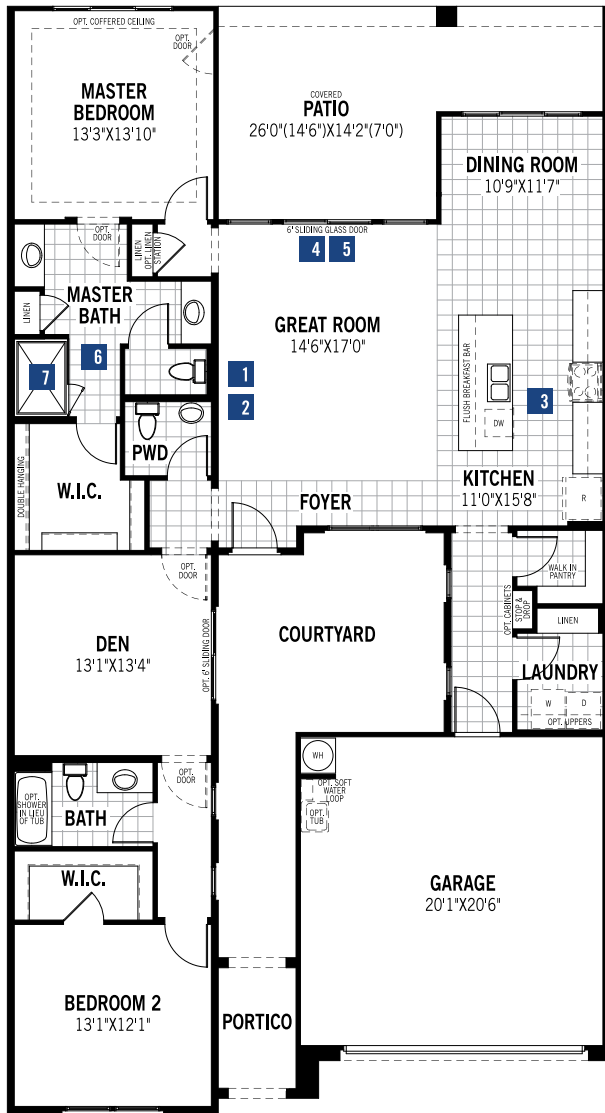 OPT. COFFERED CEILING
OPT.
DOOR
MASTER
BEDROOM
13'3"X13'10"
COVERED
PATIO
26'0"(14'6")X14'2"(7'0")
DINING ROOM
10'9"X11'7"
OPT.
DOOR
LINEN
OPT. LINEN
STATION
6' SLIDING GLASS DOOR
4
5
LINEN
MASTER
BATH
6
7
GREAT ROOM
14'6"X17'0"
1
2
FLUSH BREAKFAST BAR
DW
3
PWD
KITCHEN
11'0"X15'8"
R
DOUBLE HANGING
W.I.C.
FOYER
OPT.
DOOR
DEN
13'1"X13'4"
OPT. 6' SLIDING DOOR
COURTYARD
WALK IN
PANTRY
OPT. CABINETS
STOP &
DROP
LINEN
LAUNDRY
W
D
OPT. UPPERS
OPT.
DOOR
OPT.
SHOWER
IN LIEU
OF TUB
BATH
WH
OPT. SOFT
WATER
LOOP
OPT.
TUB
W.I.C.
GARAGE
20'1"X20'6"
BEDROOM 2
13'1"X12'1"
PORTICO